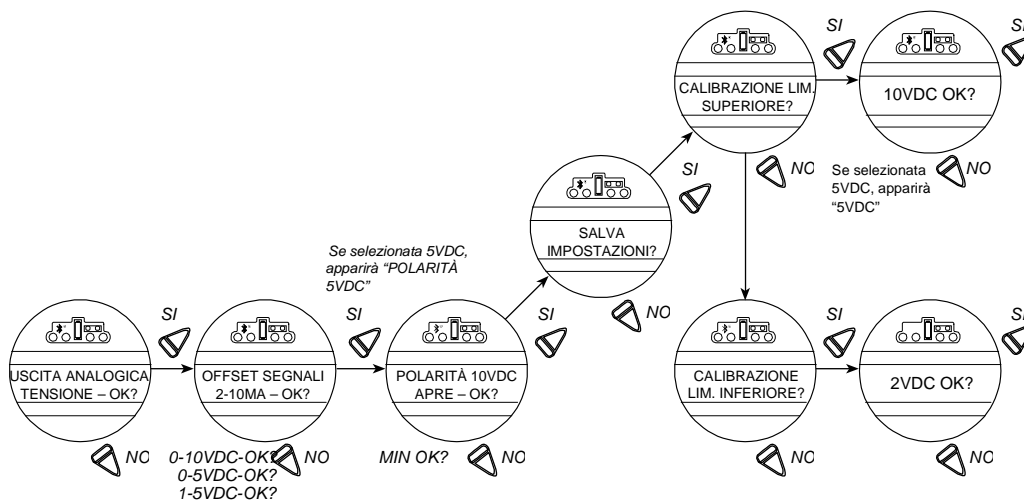 SI
SI
CALIBRAZIONE LIM.
SUPERIORE?
10VDC OK?
NO
NO
Se selezionata
5VDC, apparirà
“5VDC”
SI
SALVA
IMPOSTAZIONI?
NO
Se selezionata 5VDC,
apparirà “POLARITÀ
5VDC”
SI
SI
SI
SI
SI
USCITA ANALOGICA
TENSIONE – OK?
OFFSET SEGNALI
2-10MA – OK?
POLARITÀ 10VDC
APRE – OK?
CALIBRAZIONE
LIM. INFERIORE?
2VDC OK?
NO
0-10VDC-OK?
0-5VDC-OK?
1-5VDC-OK?
NO
MIN OK?
NO
NO
NO